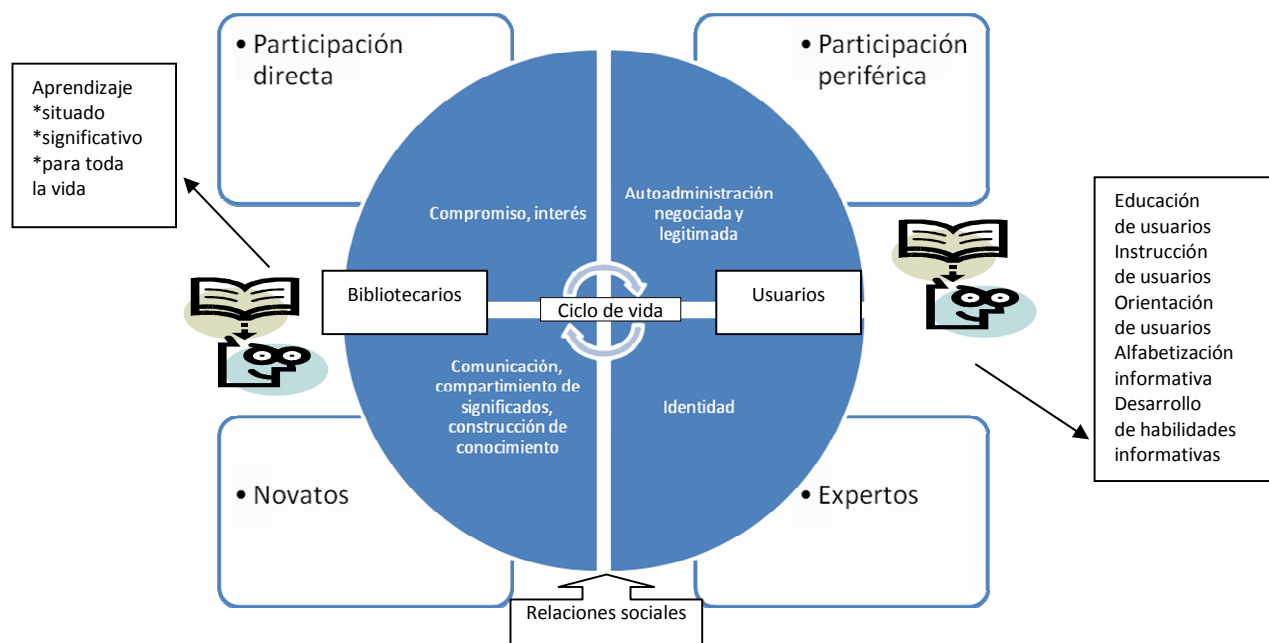 • Participación
directa
• Participación
periférica
Aprendizaje
*situado
*significativo
*para toda
la vida
Compromiso, interés
Autoadministración
negociada y
legitimada
Educación
de usuarios
Instrucción
de usuarios
Orientación
de usuarios
Alfabetización
informativa
Desarrollo
de habilidades
informativas
Bibliotecarios
Ciclo de vida
Usuarios
Comunicación,
compartimiento de
significados,
construcción de
conocimiento
Identidad
• Novatos
• Expertos
Relaciones sociales